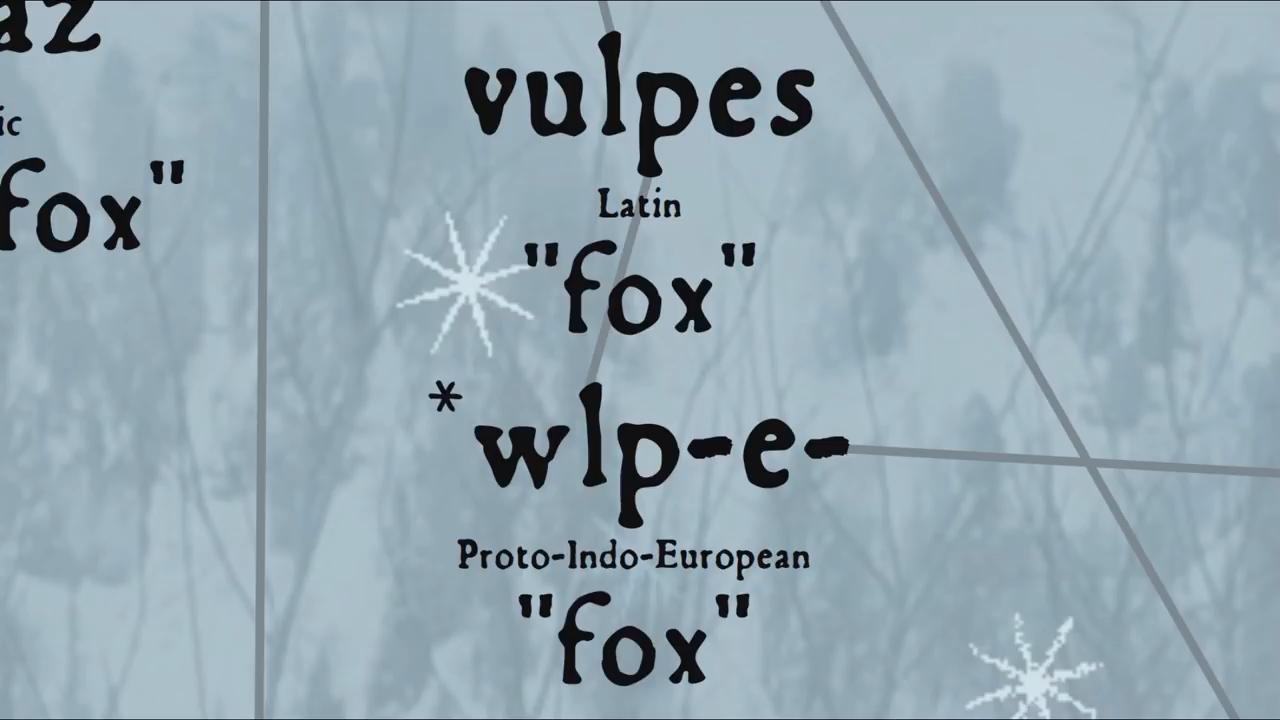 az
ic
fox"
vulpes
Latin
"fox"
*wlp-e-
Proto-Indo-European
"fox"